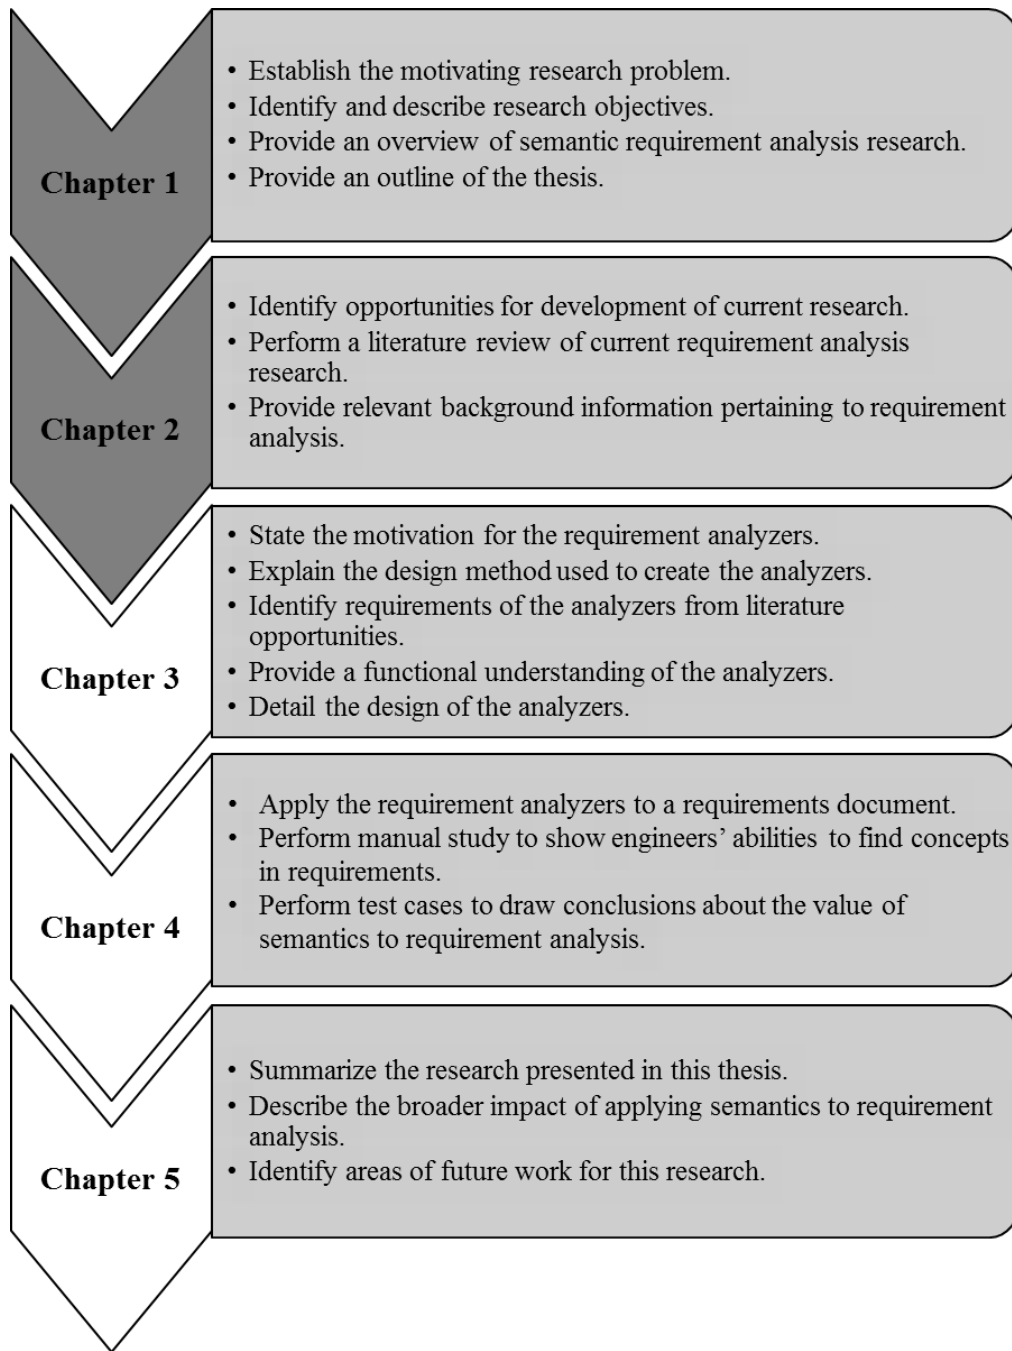 Chapter 1
• Establish the motivating research problem.
• Identify and describe research objectives.
• Provide an overview of semantic requirement analysis research.
• Provide an outline of the thesis.
Chapter 2
• Identify opportunities for development of current research.
• Perform a literature review of current requirement analysis
research.
• Provide relevant background information pertaining to requirement
analysis.
Chapter 3
• State the motivation for the requirement analyzers.
• Explain the design method used to create the analyzers.
• Identify requirements of the analyzers from literature
opportunities.
• Provide a functional understanding of the analyzers.
• Detail the design of the analyzers.
Chapter 4
• Apply the requirement analyzers to a requirements document.
• Perform manual study to show engineers’ abilities to find concepts
in requirements.
• Perform test cases to draw conclusions about the value of
semantics to requirement analysis.
Chapter 5
• Summarize the research presented in this thesis.
• Describe the broader impact of applying semantics to requirement
analysis.
• Identify areas of future work for this research.